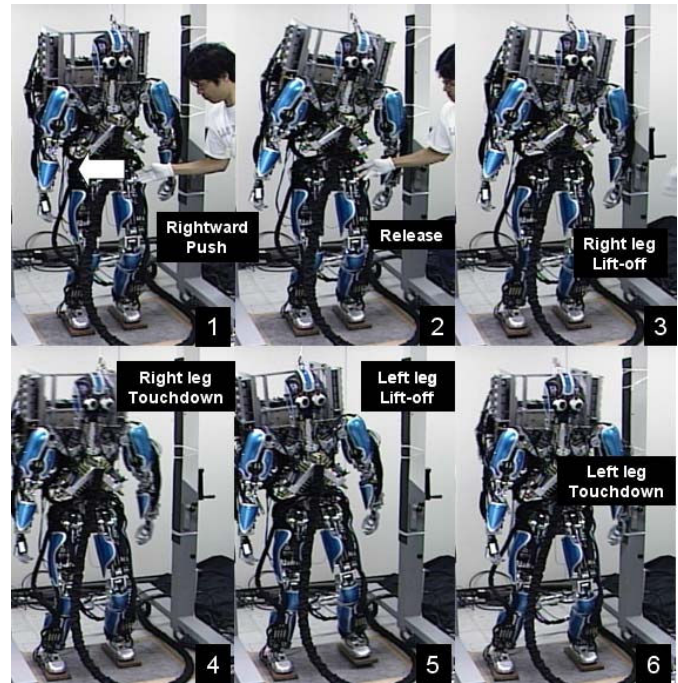 Rightward
Push
1
Release
2
Right leg
Lift-off
3
Right leg
Touchdown
4
Left leg
Lift-off
5
Left leg
Touchdown
6